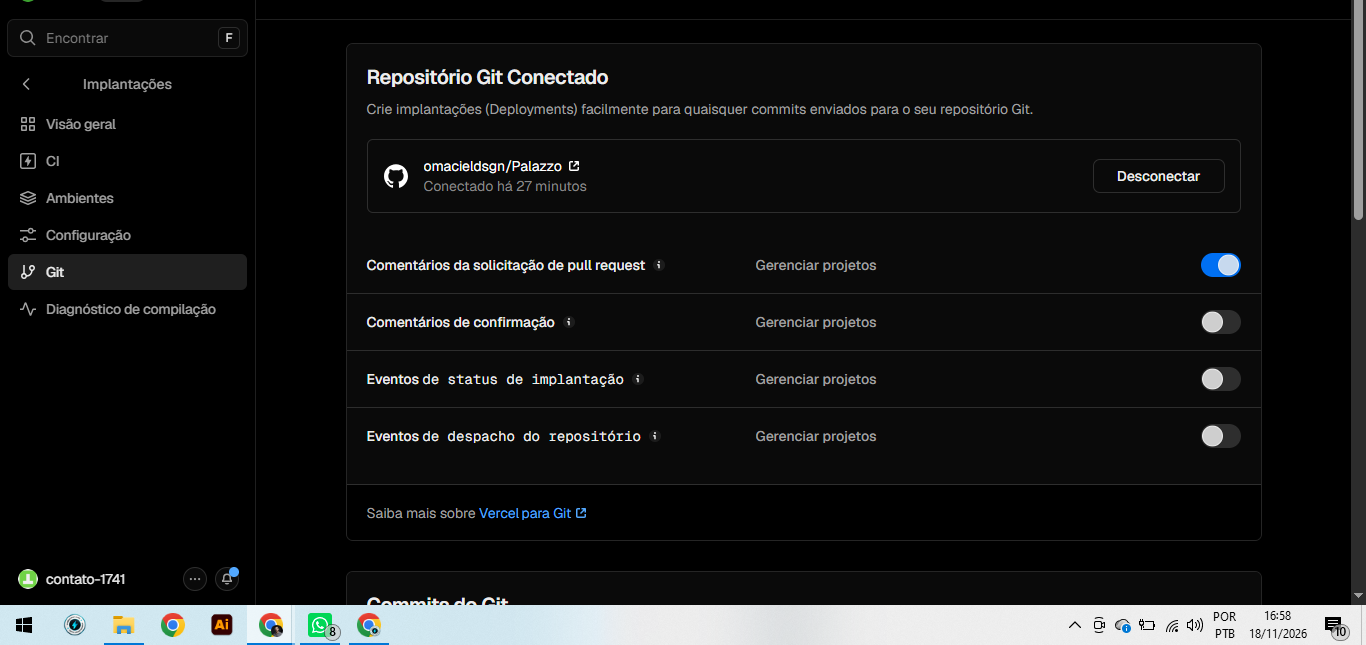 Encontrar
F
Implantações
Visão geral
CI
Ambientes
Configuração
Git
Diagnóstico de compilação
contato-1741
Repositório Git Conectado
Crie implantações (Deployments) facilmente para quaisquer commits enviados para o seu repositório Git.
omacieldsgn/Palazzo
Conectado há 27 minutos
Desconectar
Comentários da solicitação de pull request
Gerenciar projetos
Comentários de confirmação
Gerenciar projetos
Eventos de status de implantação
Gerenciar projetos
Eventos de despacho do repositório
Gerenciar projetos
Saiba mais sobre Vercel para Git
Commits do Git
Ai
8
POR
PTB
16:58
18/11/2026
10